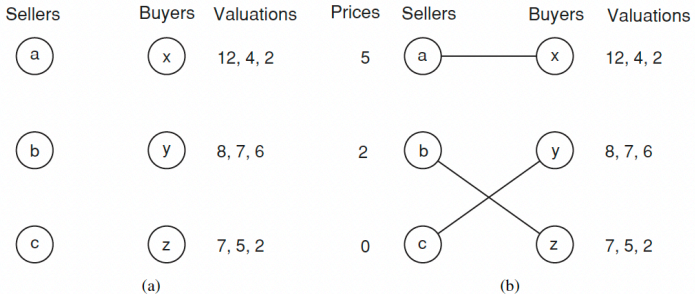 Sellers Buyers Valuations Prices Sellers Buyers Valuations
a x 12, 4, 2 5 a x 12, 4, 2
b y 8, 7, 6 2 b y 8, 7, 6
c z 7, 5, 2 0 c z 7, 5, 2
(a) (b)